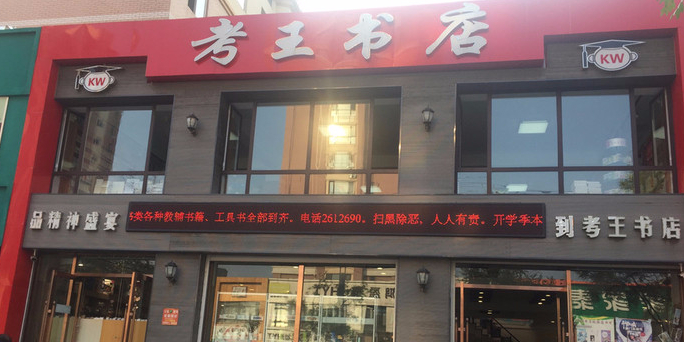 考王书店
KW
KW
品精神盛宴
各类各种教辅书籍、工具书全部到齐。电话2612690。扫黑除恶，人人有责。开学季本
到考王书店